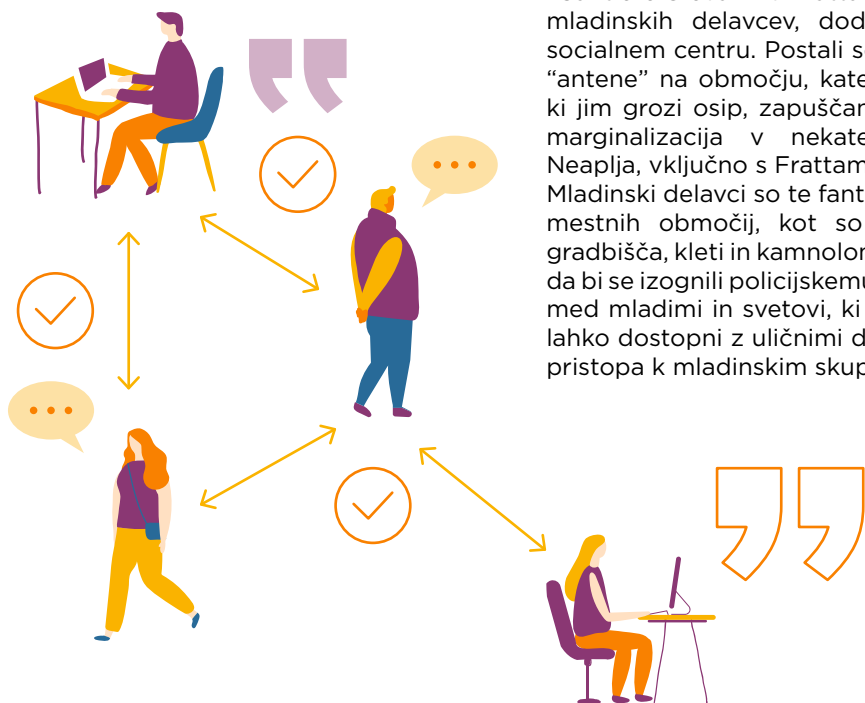 mladinskih delavcev, dod
socialnem centru. Postali s
“antene” na območju, kate
ki jim grozi osip, zapuščar
marginalizacija v nekate
Neaplja, vključno s Frattam
Mladinski delavci so te fant
mestnih območij, kot so
gradbišča, kleti in kamnolor
da bi se izognili policijskemu
med mladimi in svetovi, ki
lahko dostopni z uličnimi d
pristopa k mladinskim skup